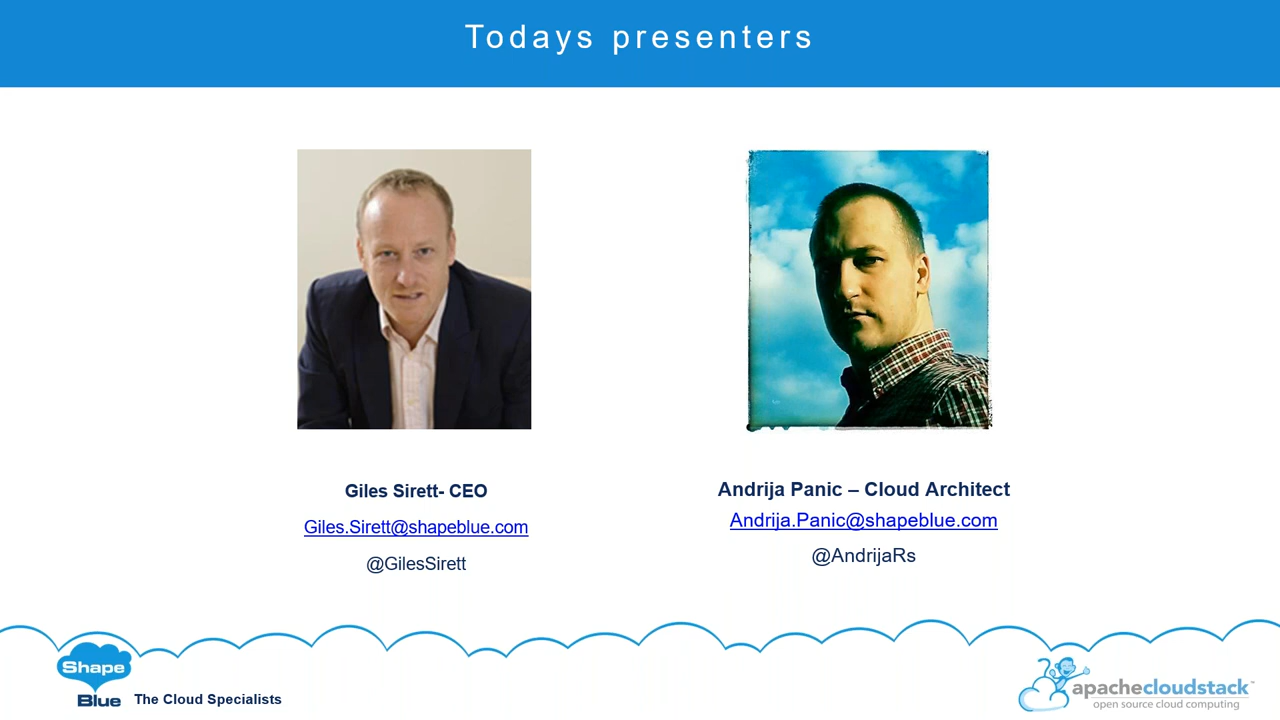 Todays presenters
Giles Sirett- CEO
Giles.Sirett@shapeblue.com
@GilesSirett
Andrija Panic – Cloud Architect
Andrija.Panic@shapeblue.com
@AndrijaRs
Shape
Blue
The Cloud Specialists
apachecloudstack™
open source cloud computing